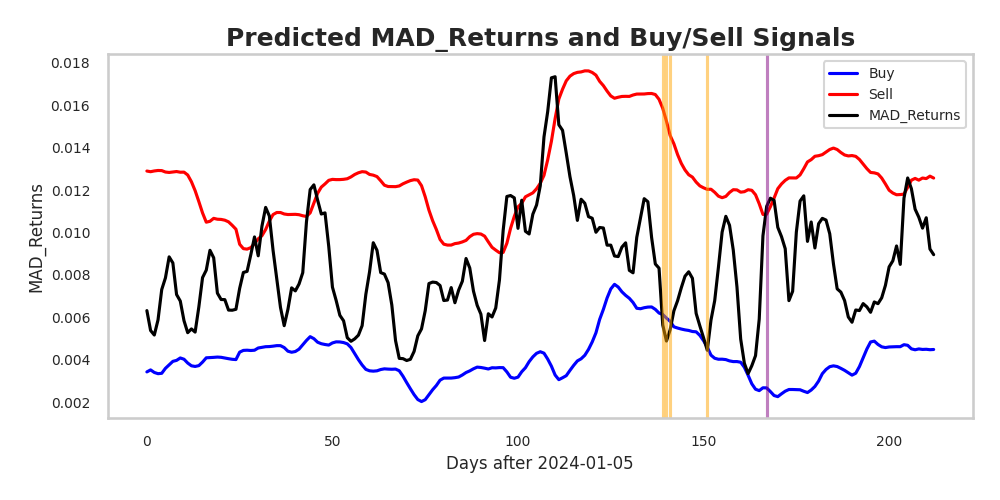 Predicted MAD_Returns and Buy/Sell Signals
MAD_Returns
0.018
0.016
0.014
0.012
0.010
0.008
0.006
0.004
0.002
Buy
Sell
MAD_Returns
0
50
100
150
200
Days after 2024-01-05